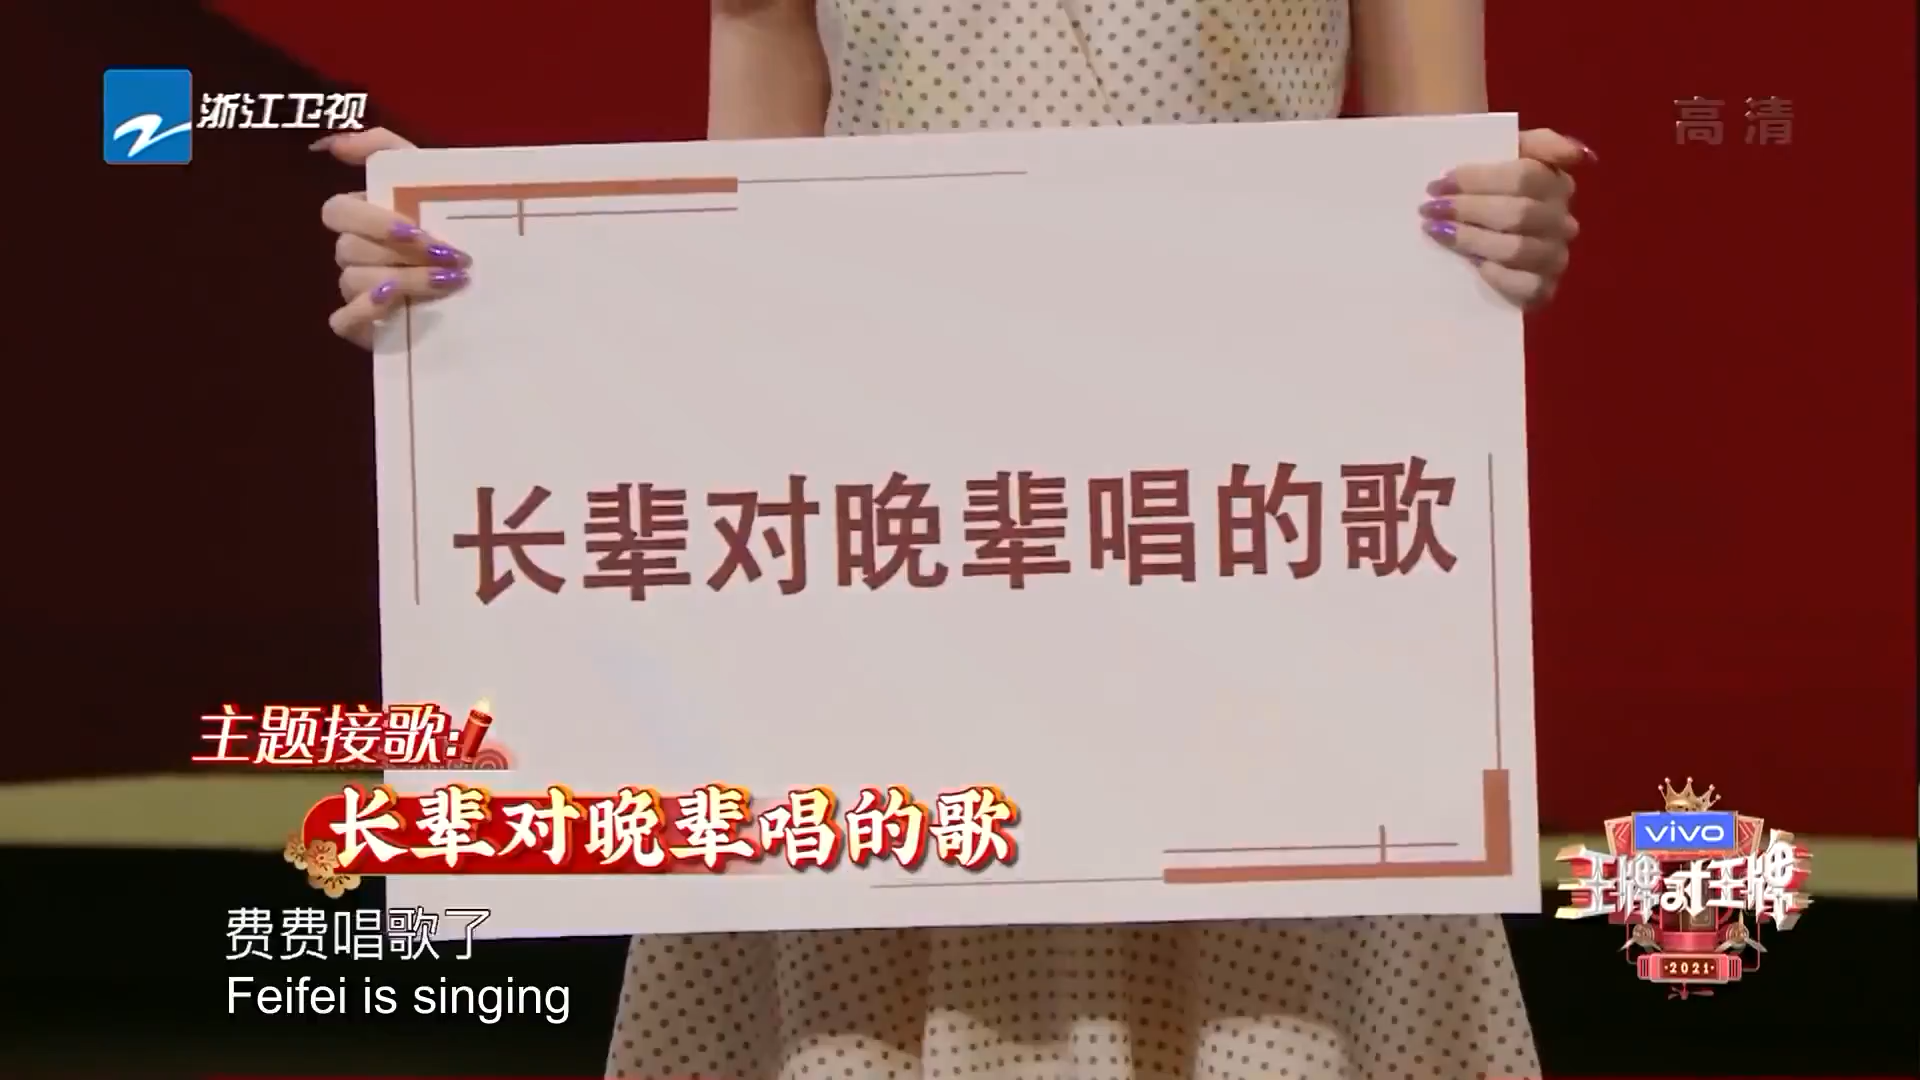 浙江卫视
高清
长辈对晚辈唱的歌
主题接歌:
长辈对晚辈唱的歌
费费唱歌了
Feifei is singing
vivo
王牌对王牌
2021